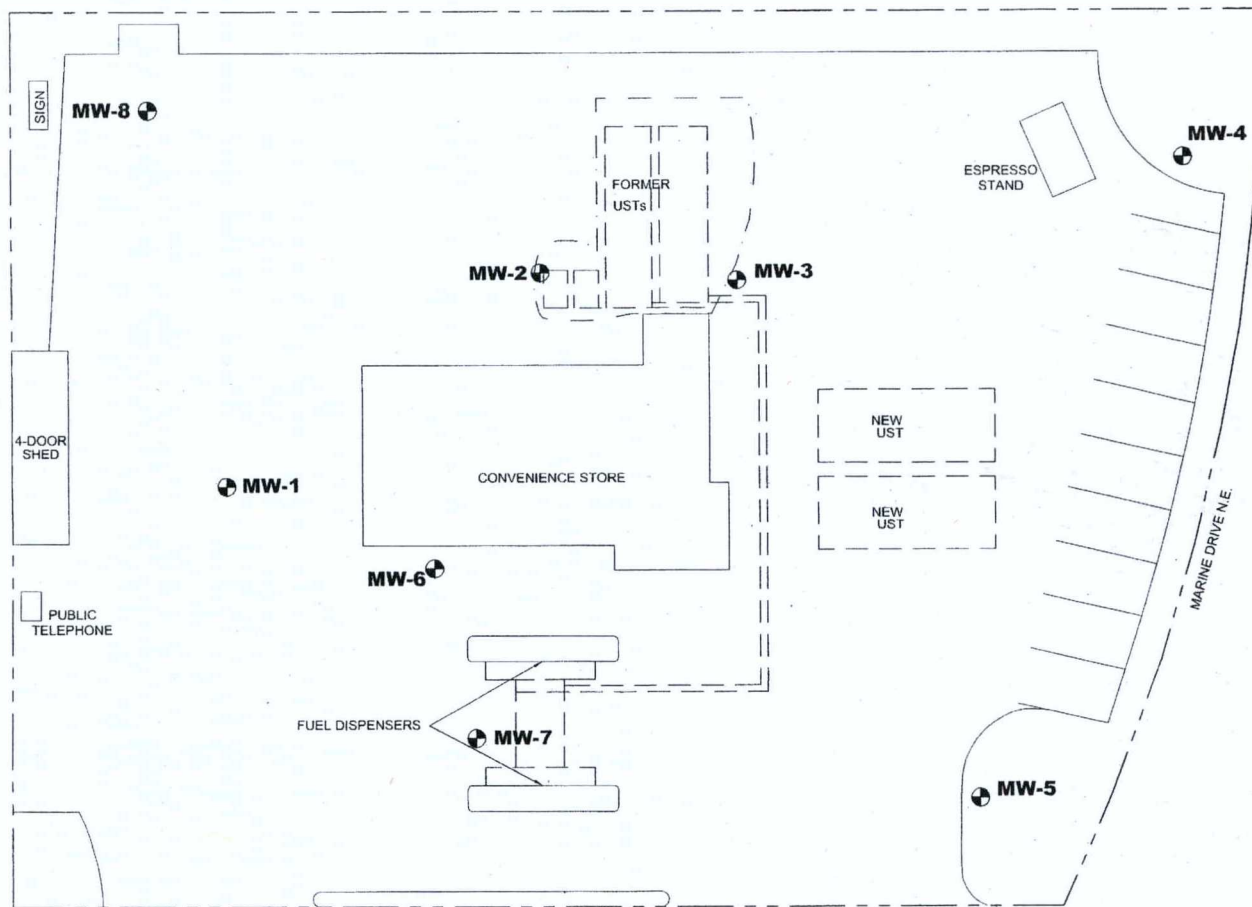 SIGN
MW-8
MW-4
ESPRESSO
STAND
FORMER
USTs
MW-2
MW-3
4-DOOR
SHED
NEW
UST
CONVENIENCE STORE
MW-1
NEW
UST
MARINE DRIVE N.E.
MW-6
PUBLIC
TELEPHONE
FUEL DISPENSERS
MW-7
MW-5